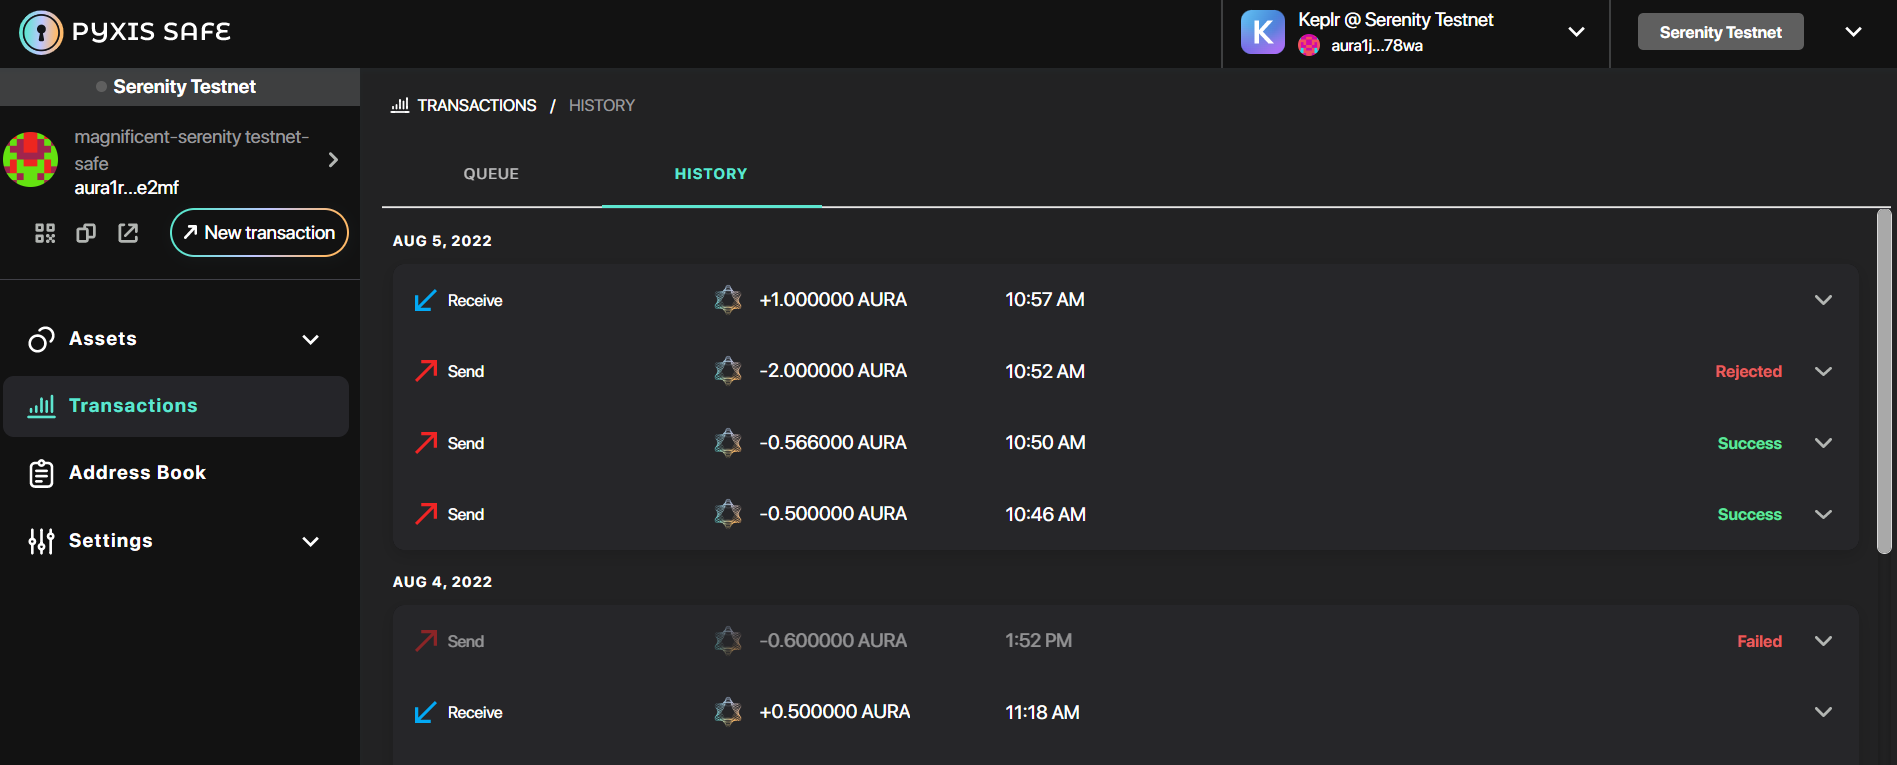 PYXIS SAFE
K
Keplr @ Serenity Testnet
aura1j...78wa
Serenity Testnet
Serenity Testnet
magnificent-serenity testnet-
safe
aura1r...e2mf
New transaction
Assets
Transactions
Address Book
Settings
TRANSACTIONS / HISTORY
QUEUE HISTORY
AUG 5, 2022
Receive +1.000000 AURA 10:57 AM
Send -2.000000 AURA 10:52 AM Rejected
Send -0.566000 AURA 10:50 AM Success
Send -0.500000 AURA 10:46 AM Success
AUG 4, 2022
Send -0.600000 AURA 1:52 PM Failed
Receive +0.500000 AURA 11:18 AM